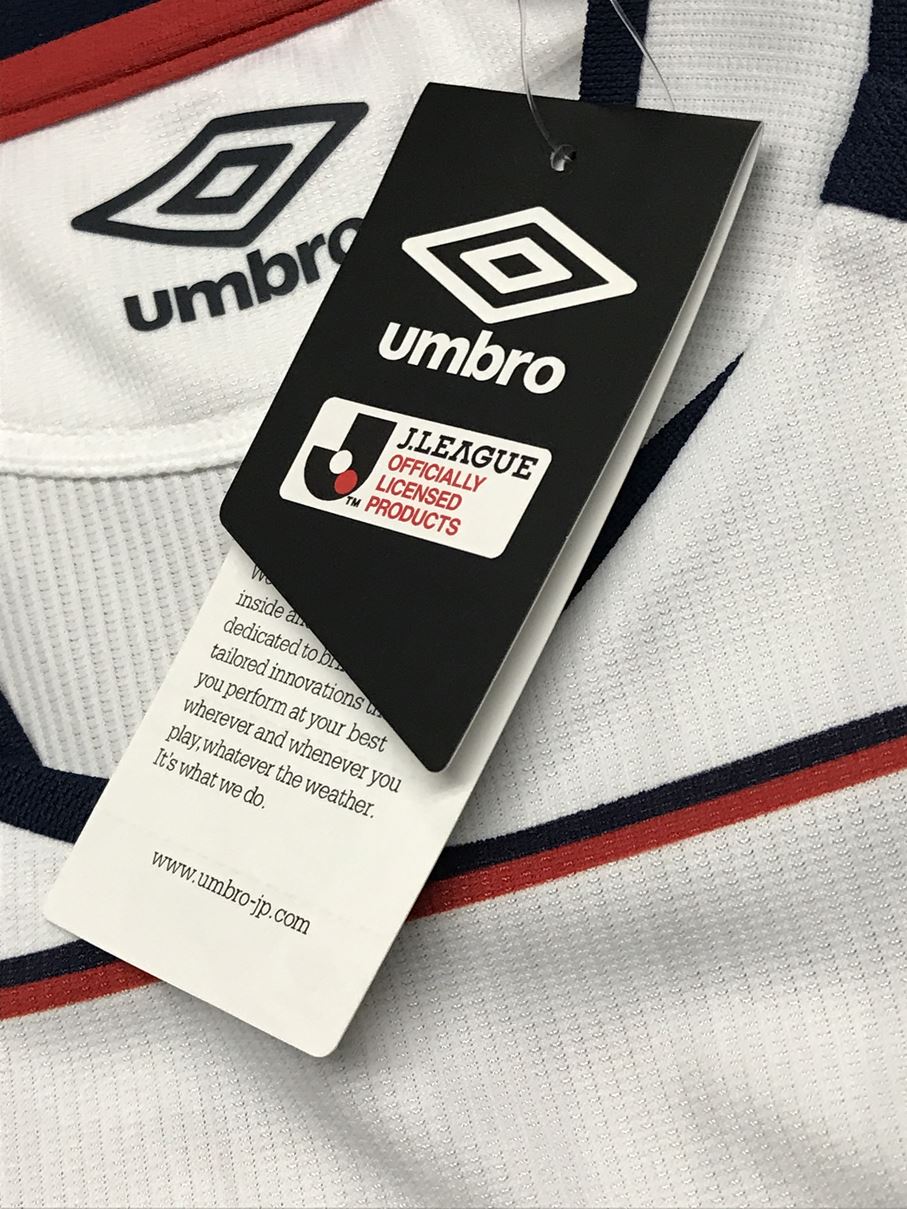 umbro
umbro
J.LEAGUE
OFFICIALLY
LICENSED
PRODUCTS
TM
inside
dedicated to
tailored innovations
you perform at your best
wherever and whenever you
play, whatever the weather.
It's what we do.
www.umbro-jp.com